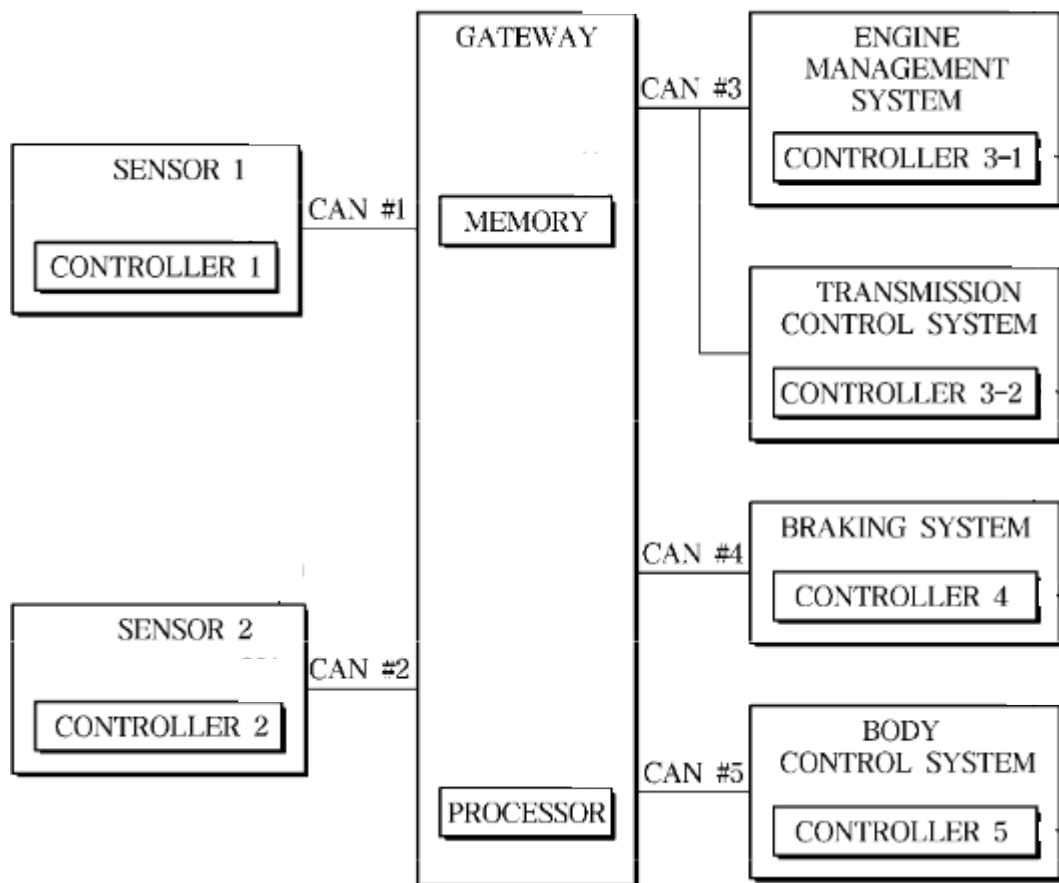 GATEWAY
MEMORY
PROCESSOR
SENSOR 1
CONTROLLER 1
CAN #1
SENSOR 2
CONTROLLER 2
CAN #2
CAN #3
ENGINE
MANAGEMENT
SYSTEM
CONTROLLER 3-1
TRANSMISSION
CONTROL SYSTEM
CONTROLLER 3-2
CAN #4
BRAKING SYSTEM
CONTROLLER 4
CAN #5
BODY
CONTROL SYSTEM
CONTROLLER 5